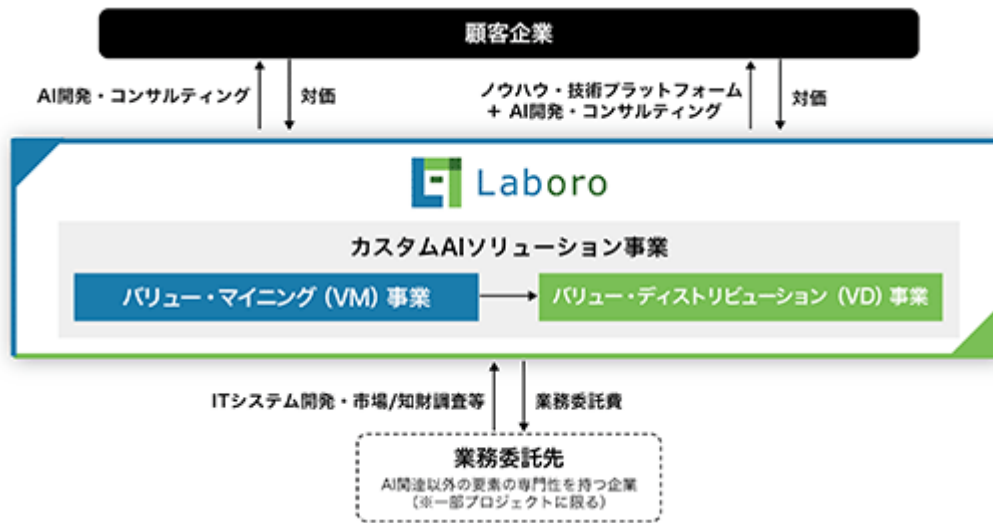 顧客企業
AI開発・コンサルティング
対価
ノウハウ・技術プラットフォーム
+ AI開発・コンサルティング
対価
Laboro
カスタムAIソリューション事業
バリュー・マイニング（VM）事業
バリュー・ディストリビューション（VD）事業
ITシステム開発・市場/知財調査等
業務委託費
業務委託先
AI関連以外の要素の専門性を持つ企業
（※一部プロジェクトに限る）